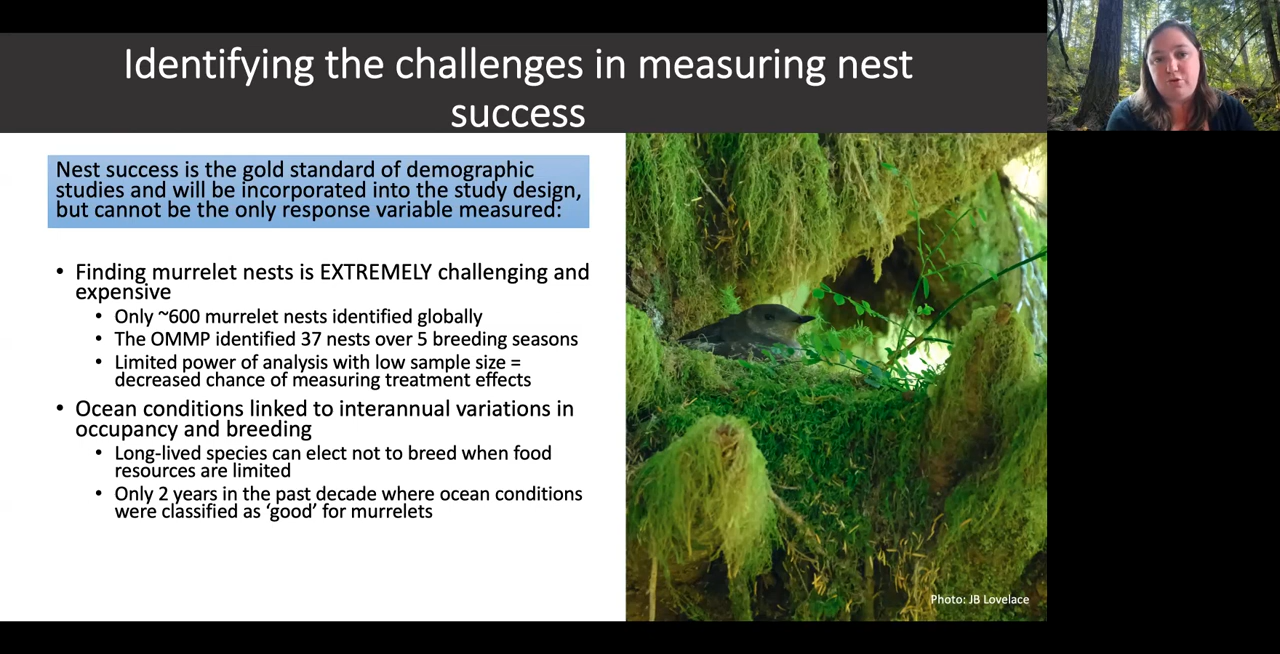 Identifying the challenges in measuring nest
success
Nest success is the gold standard of demographic
studies and will be incorporated into the study design,
but cannot be the only response variable measured:
• Finding murrelet nests is EXTREMELY challenging and
expensive
• Only ~600 murrelet nests identified globally
• The OMMP identified 37 nests over 5 breeding seasons
• Limited power of analysis with low sample size =
decreased chance of measuring treatment effects
• Ocean conditions linked to interannual variations in
occupancy and breeding
• Long-lived species can elect not to breed when food
resources are limited
• Only 2 years in the past decade where ocean conditions
were classified as ‘good’ for murrelets
Photo: JB Lovelace